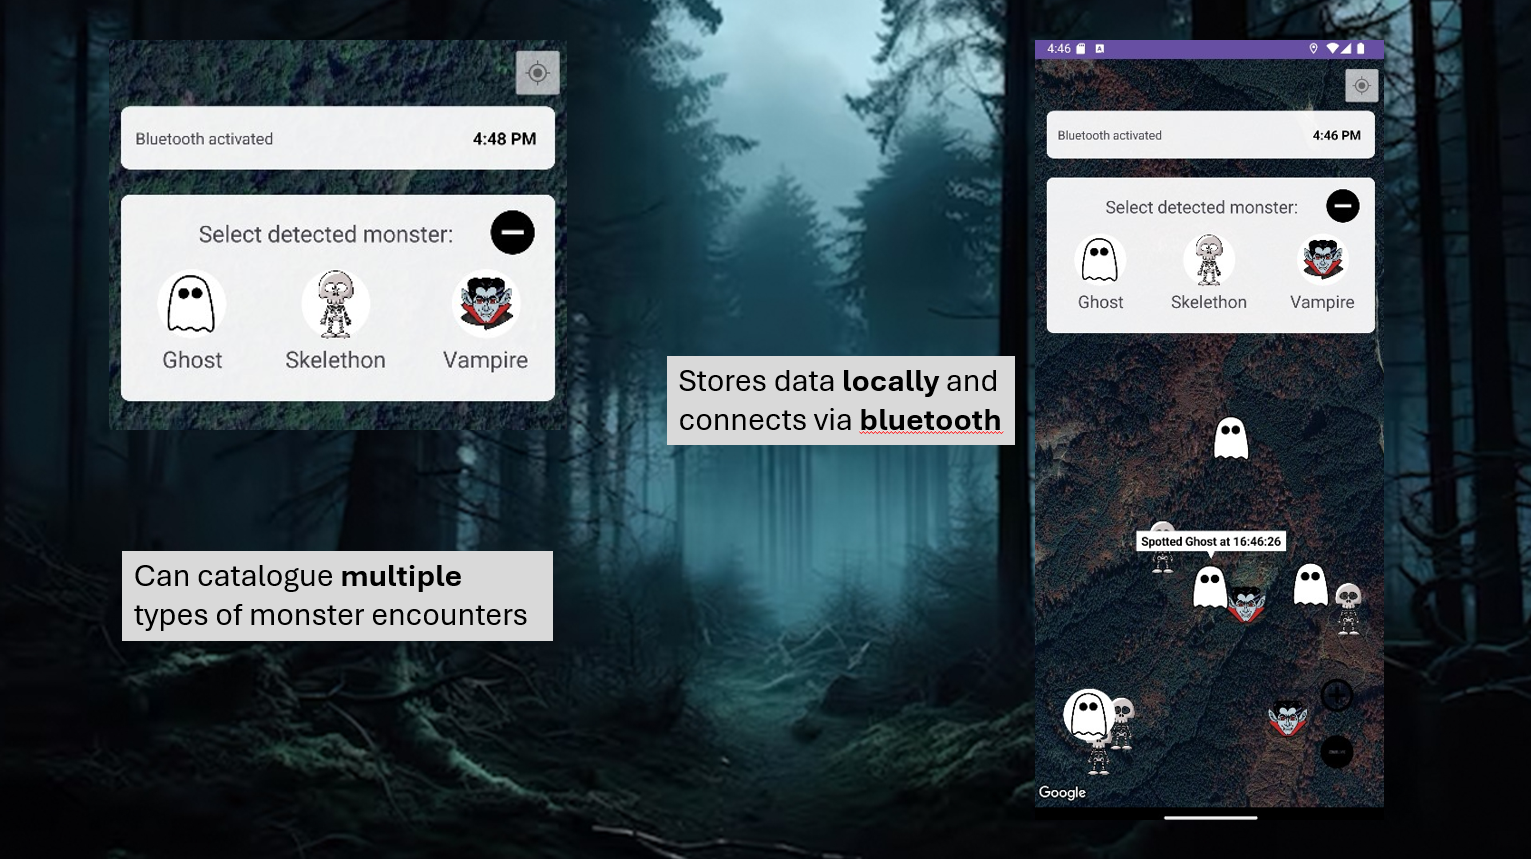 Bluetooth activated 4:48 PM
Select detected monster:
Ghost Skelethon Vampire
Can catalogue multiple
types of monster encounters
Stores data locally and
connects via bluetooth
4:46
Bluetooth activated 4:46 PM
Select detected monster:
Ghost Skelethon Vampire
Spotted Ghost at 16:46:26
Google